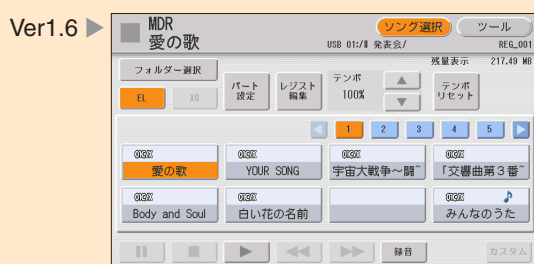 Ver1.6
MDR
愛の歌
ソング選択
ツール
USB 01:/ 発表会/
REG_001
フォルダー選択
残量表示 217.49 MB
EL
XG
パート
設定
レジスト
編集
テンポ
100%
テンポ
リセット
1 2 3 4 5
愛の歌
YOUR SONG
宇宙大戦争～闘~
「交響曲第3番~
Body and Soul
白い花の名前
みんなのうた
録音
カスタム